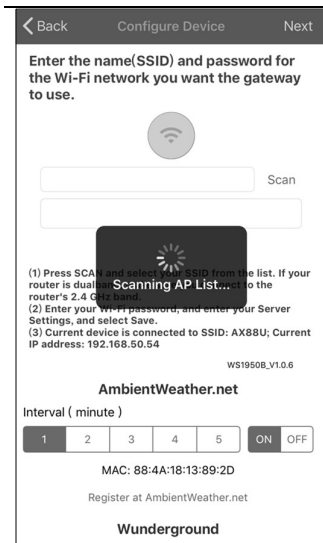 Back Configure Device Next
Enter the name(SSID) and password for
the Wi-Fi network you want the gateway
to use.
Scan
Scanning AP List...
(1) Press SCAN and select your SSID from the list. If your
router is dual to the
router's 2.4 GHz band.
(2) Enter your Wi-Fi password, and enter your Server
Settings, and select Save.
(3) Current device is connected to SSID: AX88U; Current
IP address: 192.168.50.54
WS1950B_V1.0.6
AmbientWeather.net
Interval ( minute )
1 2 3 4 5 ON OFF
MAC: 88:4A:18:13:89:2D
Register at AmbientWeather.net
Wunderground